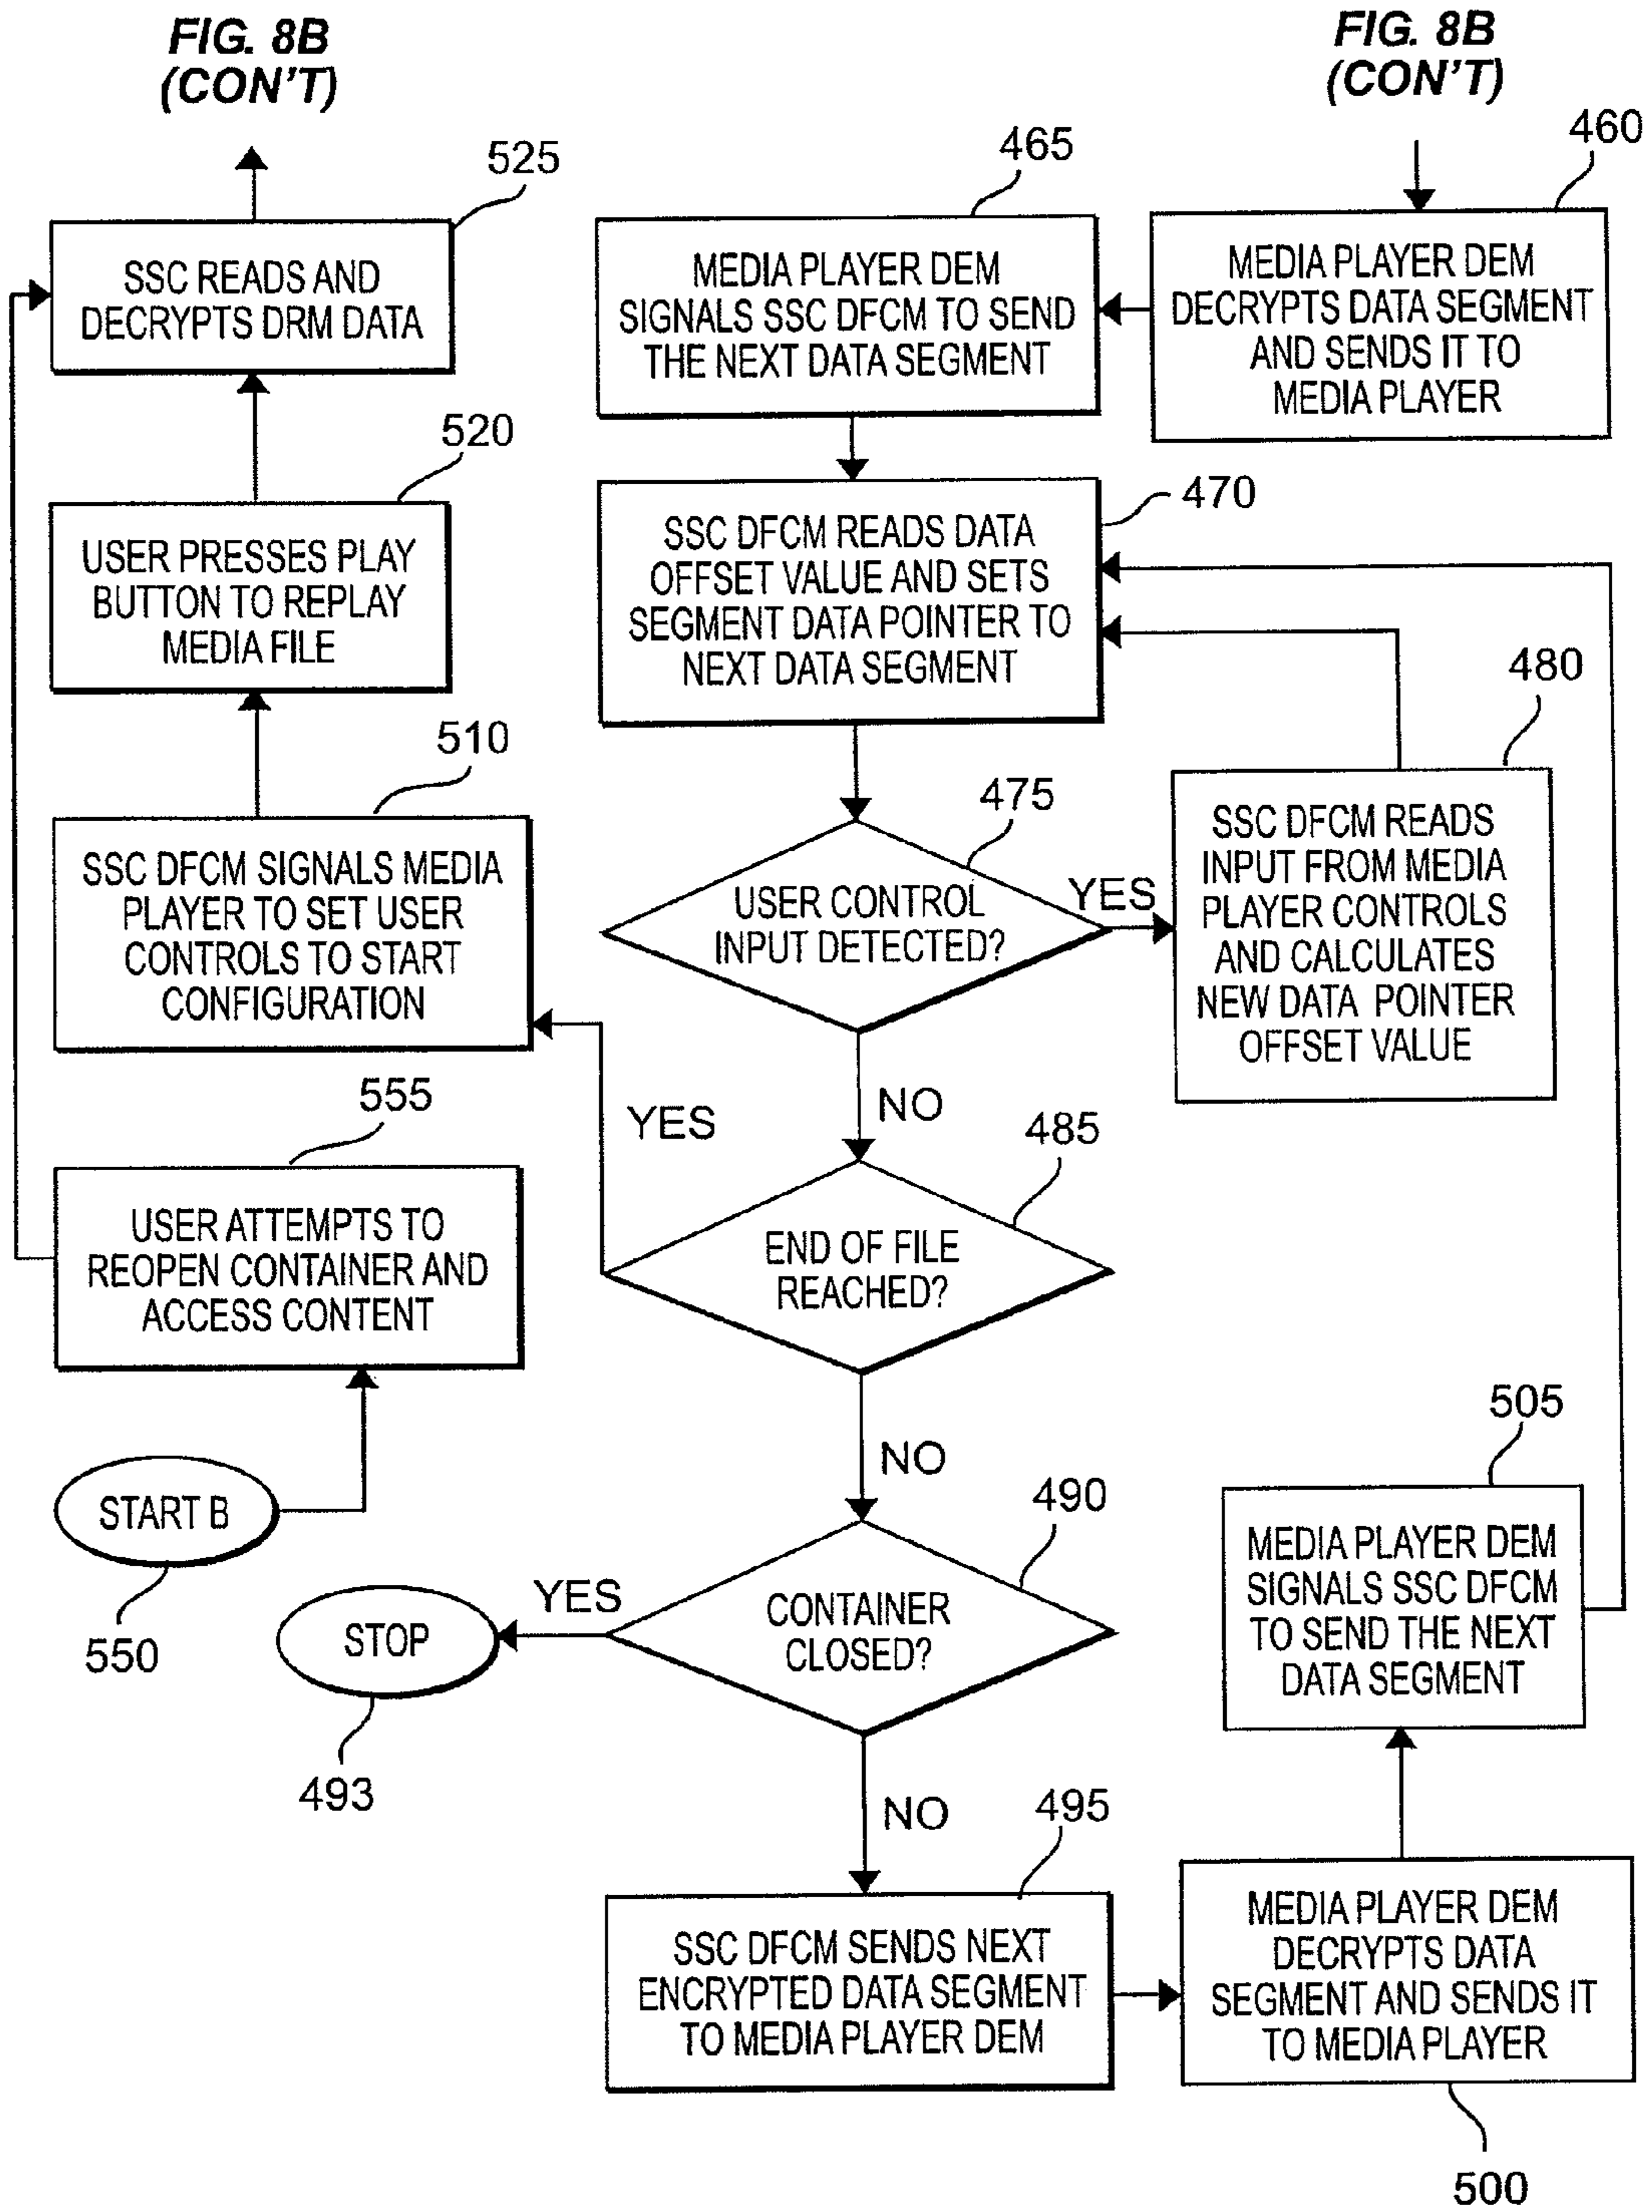 FIG. 8B
(CON'T)
FIG. 8B
(CON'T)
525
SSC READS AND
DECRYPTS DRM DATA
465
MEDIA PLAYER DEM
SIGNALS SSC DFCM TO SEND
THE NEXT DATA SEGMENT
460
MEDIA PLAYER DEM
DECRYPTS DATA SEGMENT
AND SENDS IT TO
MEDIA PLAYER
520
USER PRESSES PLAY
BUTTON TO REPLAY
MEDIA FILE
470
SSC DFCM READS DATA
OFFSET VALUE AND SETS
SEGMENT DATA POINTER TO
NEXT DATA SEGMENT
480
SSC DFCM READS
INPUT FROM MEDIA
PLAYER CONTROLS
AND CALCULATES
NEW DATA POINTER
OFFSET VALUE
510
SSC DFCM SIGNALS MEDIA
PLAYER TO SET USER
CONTROLS TO START
CONFIGURATION
475
USER CONTROL
INPUT DETECTED?
YES
NO
YES
555
USER ATTEMPTS TO
REOPEN CONTAINER AND
ACCESS CONTENT
485
END OF FILE
REACHED?
NO
START B
550
490
CONTAINER
CLOSED?
YES
STOP
493
505
MEDIA PLAYER DEM
SIGNALS SSC DFCM
TO SEND THE NEXT
DATA SEGMENT
NO
495
SSC DFCM SENDS NEXT
ENCRYPTED DATA SEGMENT
TO MEDIA PLAYER DEM
MEDIA PLAYER DEM
DECRYPTS DATA
SEGMENT AND SENDS IT
TO MEDIA PLAYER
500